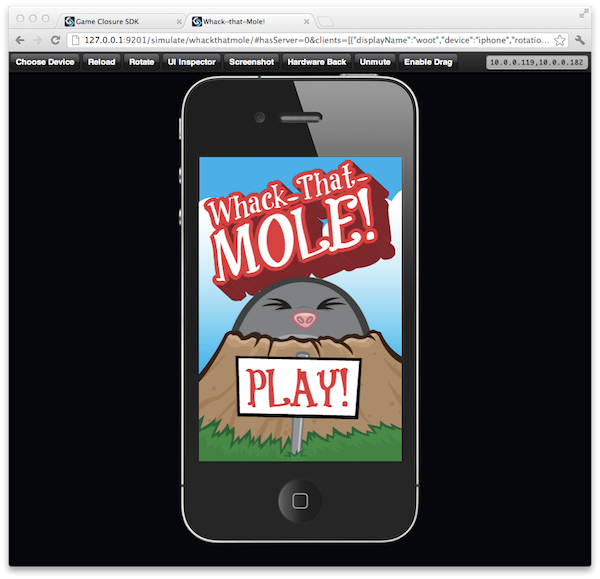 Game Closure SDK
Whack-that-Mole!
127.0.0.1:9201/simulate/whackthatmole/#hasServer=0&clients=[{"displayName":"woot","device":"iphone","rotatio...
Choose Device Reload Rotate UI Inspector Screenshot Hardware Back Unmute Enable Drag 10.0.0.119,10.0.0.182
Whack-That-
MOLE!
PLAY!